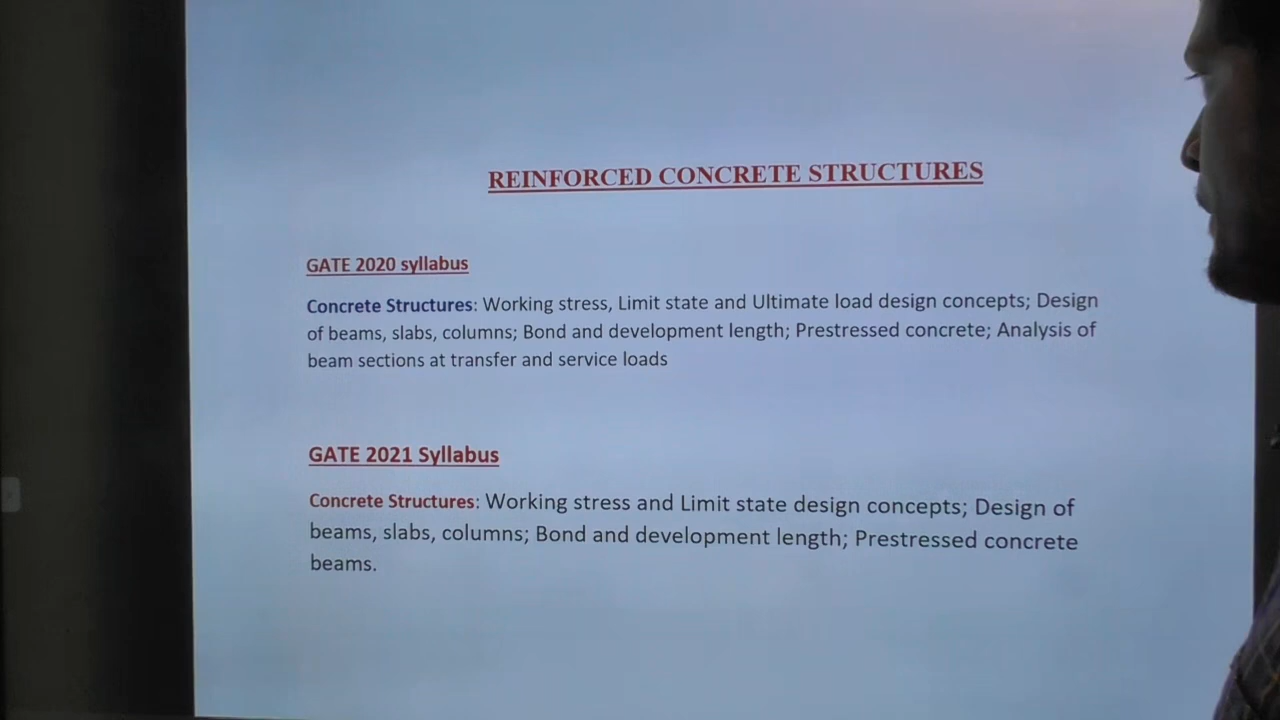 REINFORCED CONCRETE STRUCTURES
GATE 2020 syllabus
Concrete Structures: Working stress, Limit state and Ultimate load design concepts; Design
of beams, slabs, columns; Bond and development length; Prestressed concrete; Analysis of
beam sections at transfer and service loads
GATE 2021 Syllabus
Concrete Structures: Working stress and Limit state design concepts; Design of
beams, slabs, columns; Bond and development length; Prestressed concrete
beams.